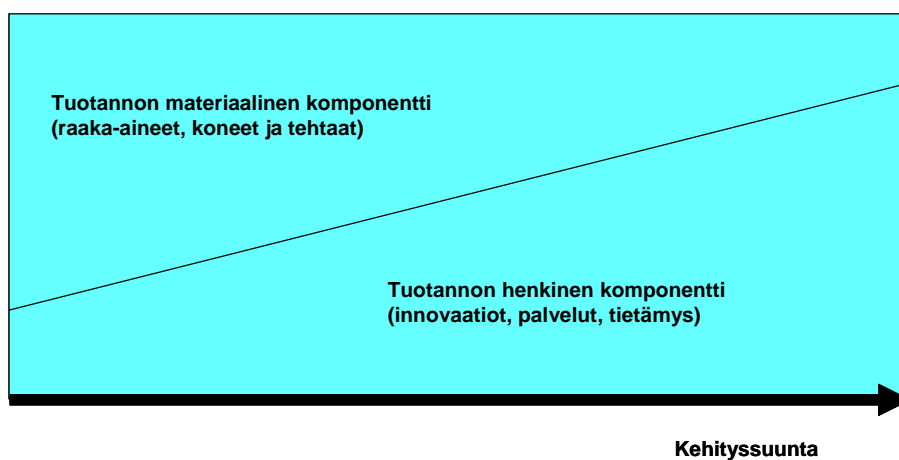 Tuotannon materiaalinen komponentti
(raaka-aineet, koneet ja tehtaat)
Tuotannon henkinen komponentti
(innovaatiot, palvelut, tietämys)
Kehityssuunta